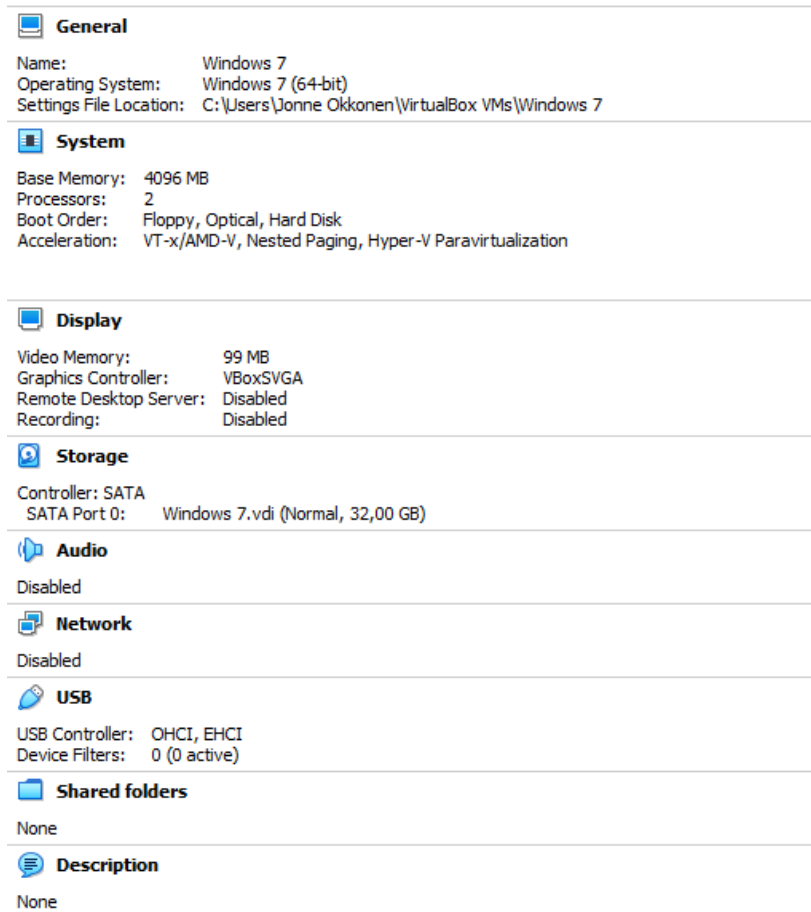 General
Name: Windows 7
Operating System: Windows 7 (64-bit)
Settings File Location: C:\Users\Jonne Okkonen\VirtualBox VMs\Windows 7
System
Base Memory: 4096 MB
Processors: 2
Boot Order: Floppy, Optical, Hard Disk
Acceleration: VT-x/AMD-V, Nested Paging, Hyper-V Paravirtualization
Display
Video Memory: 99 MB
Graphics Controller: VBoxSVGA
Remote Desktop Server: Disabled
Recording: Disabled
Storage
Controller: SATA
SATA Port 0: Windows 7.vdi (Normal, 32,00 GB)
Audio
Disabled
Network
Disabled
USB
USB Controller: OHCI, EHCI
Device Filters: 0 (0 active)
Shared folders
None
Description
None